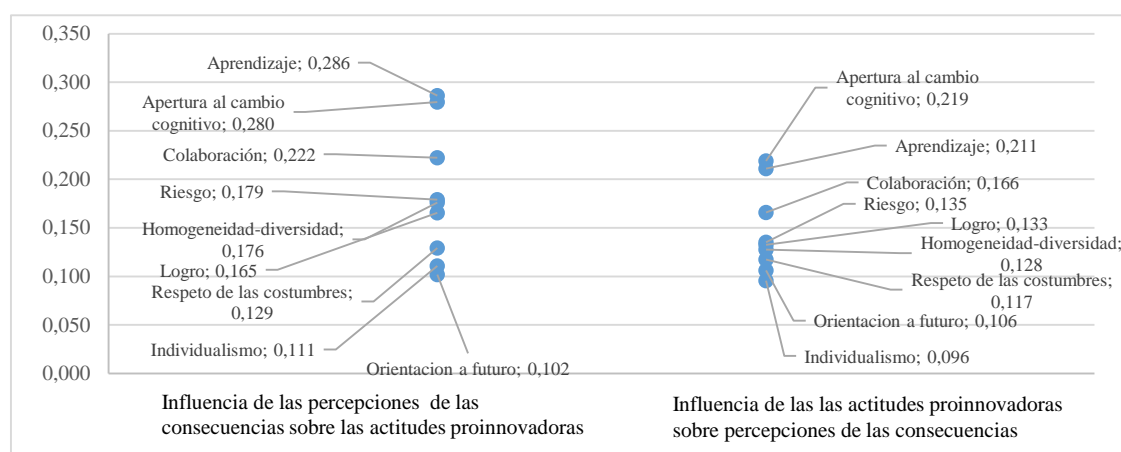 0,350
0,300
0,250
0,200
0,150
0,100
0,050
0,000
Aprendizaje; 0,286
Apertura al cambio
cognitivo; 0,280
Colaboración; 0,222
Riesgo; 0,179
Homogeneidad-diversidad;
0,176
Logro; 0,165
Respeto de las costumbres;
0,129
Individualismo; 0,111
Orientacion a futuro; 0,102
Apertura al cambio
cognitivo; 0,219
Aprendizaje; 0,211
Colaboración; 0,166
Riesgo; 0,135
Logro; 0,133
Homogeneidad-diversidad;
0,128
Respeto de las costumbres;
0,117
Orientacion a futuro; 0,106
Individualismo; 0,096
Influencia de las percepciones de las
consecuencias sobre las actitudes proinnovadoras
Influencia de las las actitudes proinnovadoras
sobre percepciones de las consecuencias